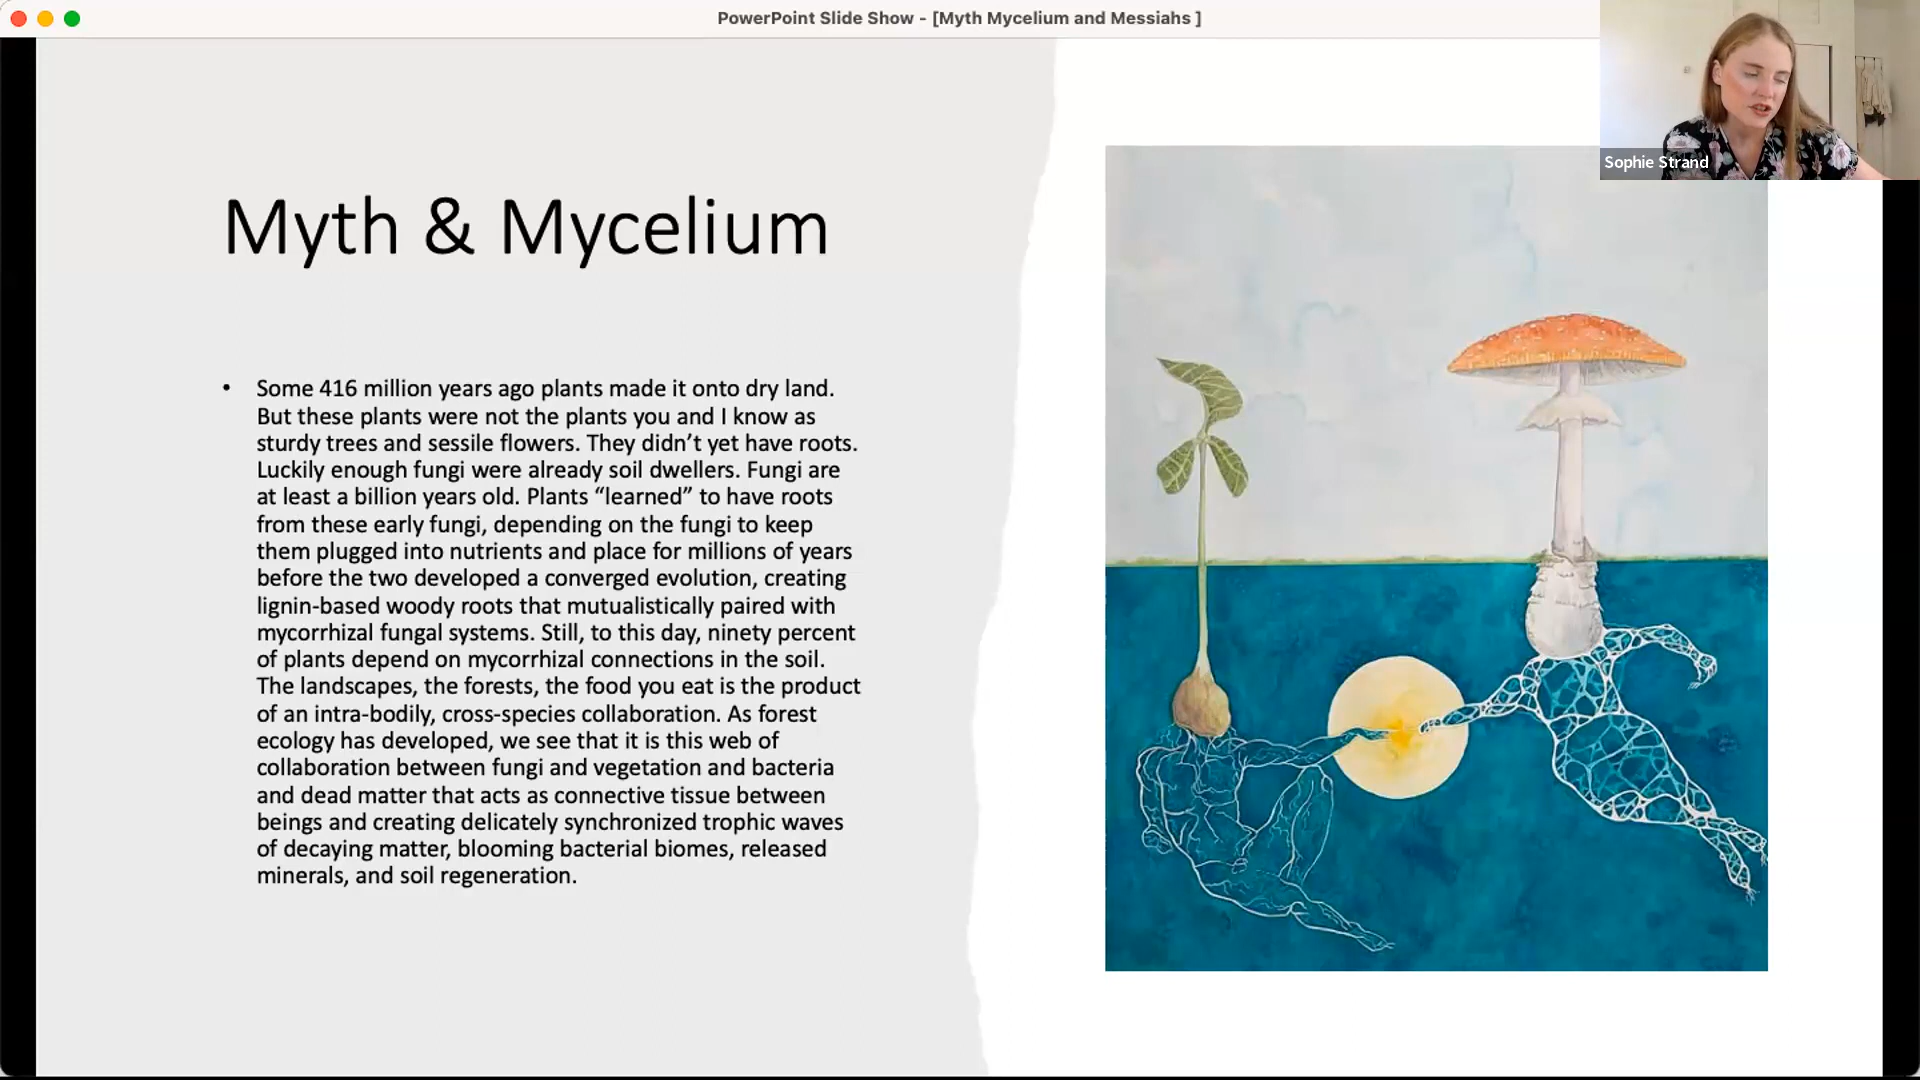 PowerPoint Slide Show - [Myth Mycelium and Messiahs ]
Sophie Strand
Myth & Mycelium
• Some 416 million years ago plants made it onto dry land.
But these plants were not the plants you and I know as
sturdy trees and sessile flowers. They didn’t yet have roots.
Luckily enough fungi were already soil dwellers. Fungi are
at least a billion years old. Plants “learned” to have roots
from these early fungi, depending on the fungi to keep
them plugged into nutrients and place for millions of years
before the two developed a converged evolution, creating
lignin-based woody roots that mutualistically paired with
mycorrhizal fungal systems. Still, to this day, ninety percent
of plants depend on mycorrhizal connections in the soil.
The landscapes, the forests, the food you eat is the product
of an intra-bodily, cross-species collaboration. As forest
ecology has developed, we see that it is this web of
collaboration between fungi and vegetation and bacteria
and dead matter that acts as connective tissue between
beings and creating delicately synchronized trophic waves
of decaying matter, blooming bacterial biomes, released
minerals, and soil regeneration.